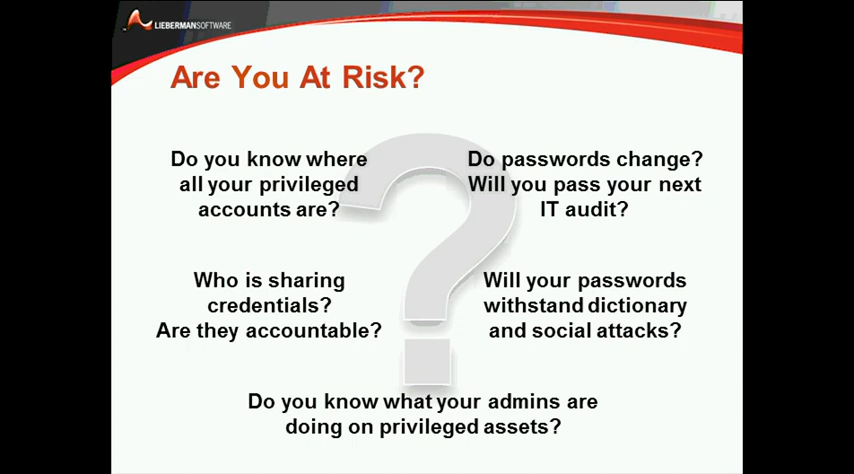 LIEBERMANSOFTWARE
Are You At Risk?
Do you know where
all your privileged
accounts are?
Do passwords change?
Will you pass your next
IT audit?
Who is sharing
credentials?
Are they accountable?
Will your passwords
withstand dictionary
and social attacks?
?
Do you know what your admins are
doing on privileged assets?